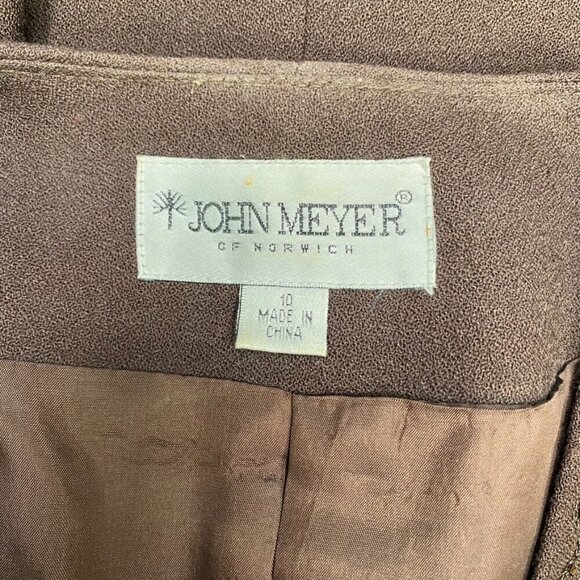 JOHN MEYER®
OF NORWICH
10
MADE IN
CHINA